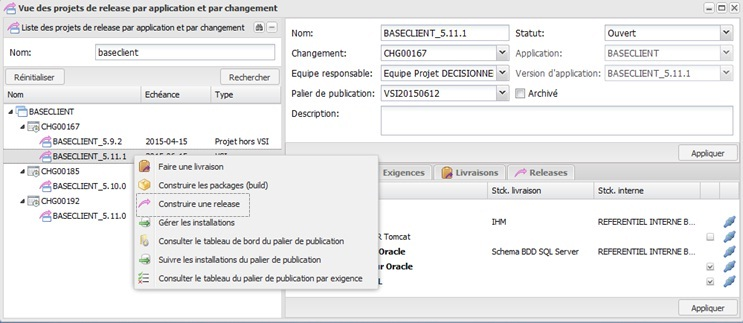 Vue des projets de release par application et par changement
Liste des projets de release par application et par changement
Nom: baseclient
Réinitialiser Rechercher
Nom Echéance Type
BASECLIENT
CHG00167
BASECLIENT_5.9.2 2015-04-15 Projet hors VSI
BASECLIENT_5.11.1
CHG00185
BASECLIENT_5.10.0
CHG00192
BASECLIENT_5.11.0
Faire une livraison
Construire les packages (build)
Construire une release
Gérer les installations
Consulter le tableau de bord du palier de publication
Suivre les installations du palier de publication
Consulter le tableau du palier de publication par exigence
Nom: BASECLIENT_5.11.1 Statut: Ouvert
Changement: CHG00167 Application: BASECLIENT
Equipe responsable: Equipe Projet DECISIONNE Version d'application: BASECLIENT_5.11.1
Palier de publication: VSI20150612 Archivé
Description:
Appliquer
Exigences Livraisons Releases
Stck. livraison Stck. interne
IHM REFERENTIEL INTERNE B...
R Tomcat
Oracle Schema BDD SQL Server REFERENTIEL INTERNE B...
ur Oracle
L REFERENTIEL INTERNE B...
Appliquer